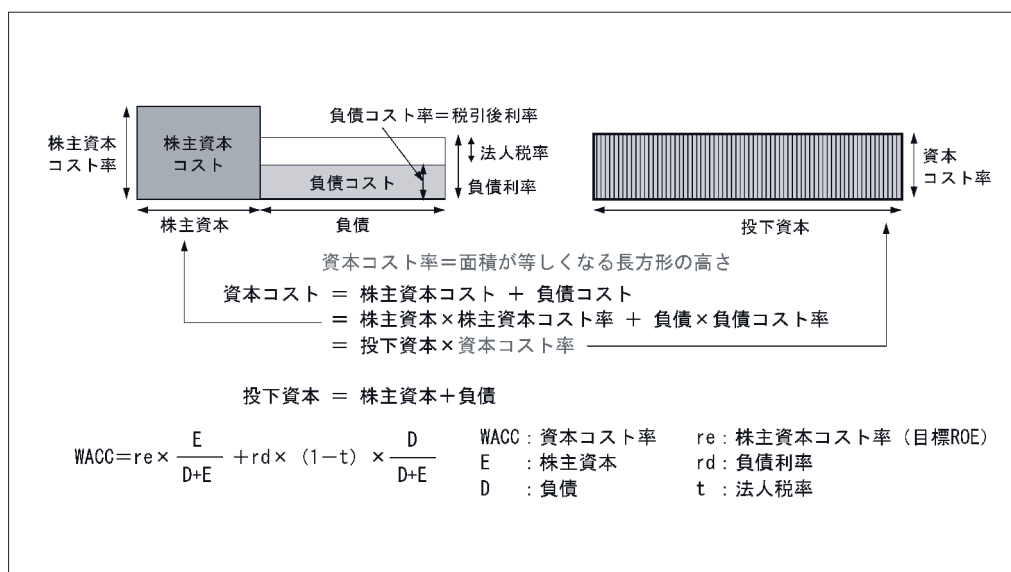 負債コスト率＝税引後利率
株主資本
コスト率
株主資本
コスト
法人税率
負債コスト
負債利率
株主資本
負債
資本
コスト率
投下資本
資本コスト率＝面積が等しくなる長方形の高さ
資本コスト ＝ 株主資本コスト ＋ 負債コスト
＝ 株主資本×株主資本コスト率 ＋ 負債×負債コスト率
＝ 投下資本×資本コスト率
投下資本 ＝ 株主資本＋負債
WACC＝re× E/D+E ＋rd×（1－t）× D/D+E
WACC：資本コスト率 re：株主資本コスト率（目標ROE）
E ：株主資本 rd：負債利率
D ：負債 t ：法人税率